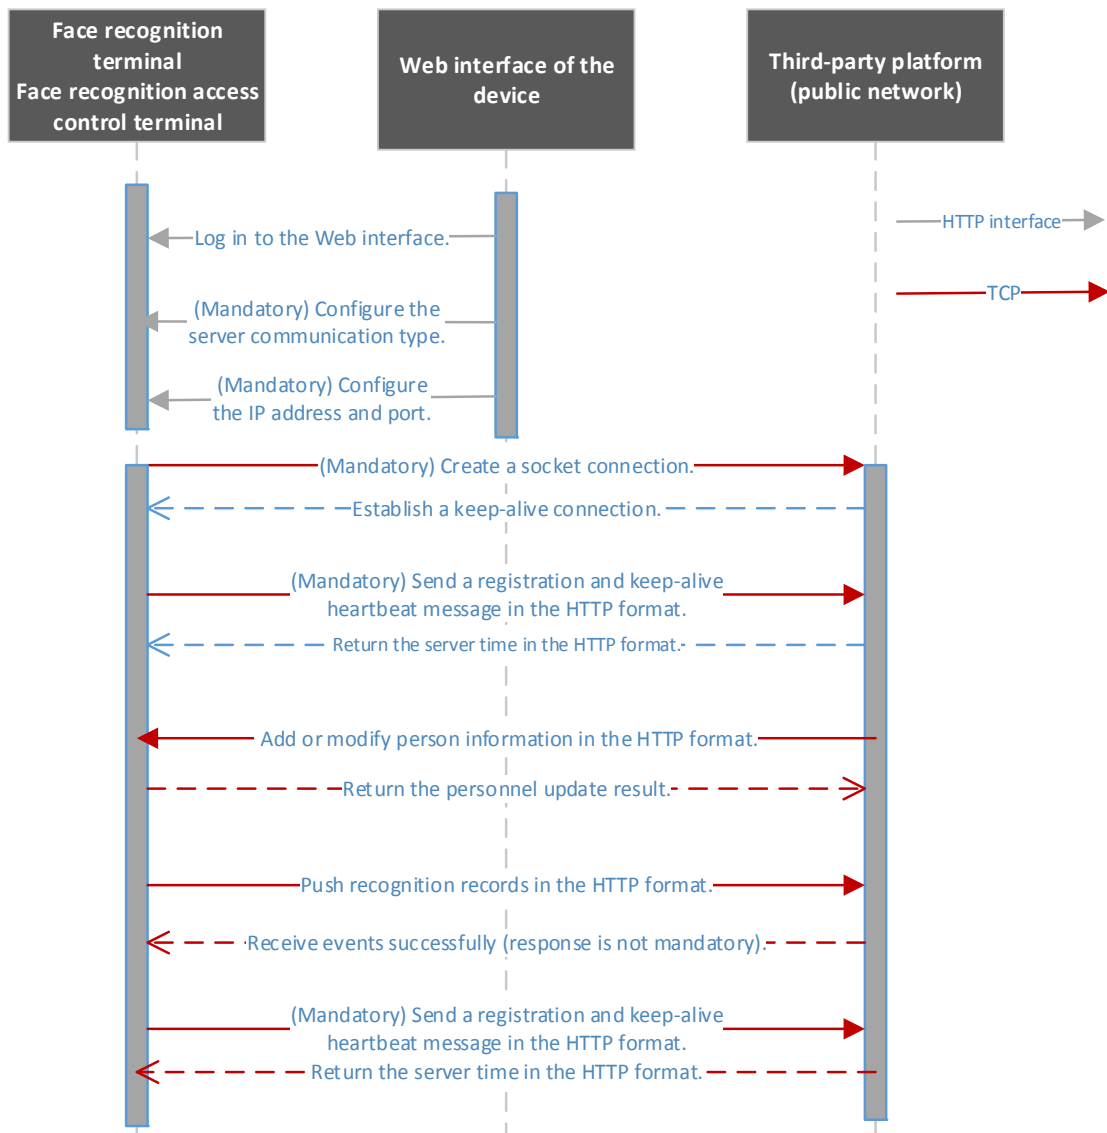 Face recognition
terminal
Face recognition access
control terminal
Web interface of the
device
Third-party platform
(public network)
HTTP interface
Log in to the Web interface.
TCP
(Mandatory) Configure the
server communication type.
(Mandatory) Configure
the IP address and port.
(Mandatory) Create a socket connection.
Establish a keep-alive connection.
(Mandatory) Send a registration and keep-alive
heartbeat message in the HTTP format.
Return the server time in the HTTP format.
Add or modify person information in the HTTP format.
Return the personnel update result.
Push recognition records in the HTTP format.
Receive events successfully (response is not mandatory).
(Mandatory) Send a registration and keep-alive
heartbeat message in the HTTP format.
Return the server time in the HTTP format.